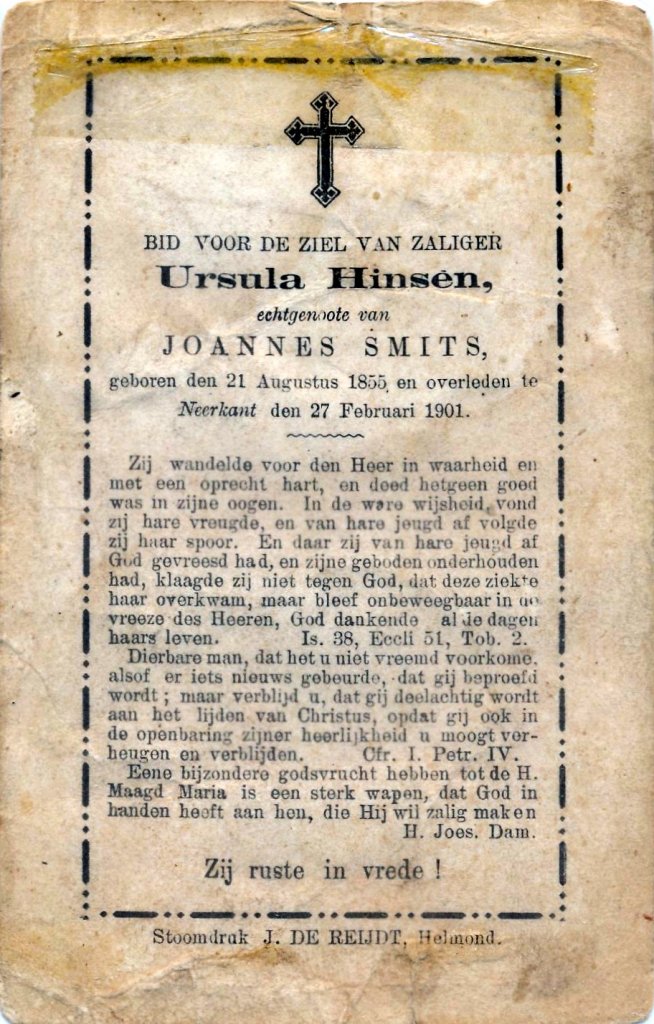 BID VOOR DE ZIEL VAN ZALIGER
Ursula Hinsen,
echtgenoote van
JOANNES SMITS,
geboren den 21 Augustus 1855 en overleden te
Neerkant den 27 Februari 1901.
Zij wandelde voor den Heer in waarheid en
met een oprecht hart, en deed hetgeen goed
was in zijne oogen. In de ware wijsheid vond
zij hare vreugde, en van hare jeugd af volgde
zij haar spoor. En daar zij van hare jeugd af
God gevreesd had, en zijne geboden onderhouden
had, klaagde zij niet tegen God, dat deze ziekte
haar overkwam, maar bleef onbeweegbaar in de
vreeze des Heeren, God dankende al de dagen
haars leven. Is. 38, Eccli 51, Tob. 2.
Dierbare man, dat het u niet vreemd voorkome,
alsof er iets nieuws gebeurde, dat gij beproefd
wordt; maar verblijd u, dat gij deelachtig wordt
aan het lijden van Christus, opdat gij ook in
de openbaring zijner heerlijkheid u moogt ver-
heugen en verblijden. Cfr. I. Petr. IV.
Eene bijzondere godsvrucht hebben tot de H.
Maagd Maria is een sterk wapen, dat God in
handen heeft aan hen, die Hij wil zalig maken
H. Joes. Dam.
Zij ruste in vrede !
Stoomdruk J. DE REIJDT, Helmond.